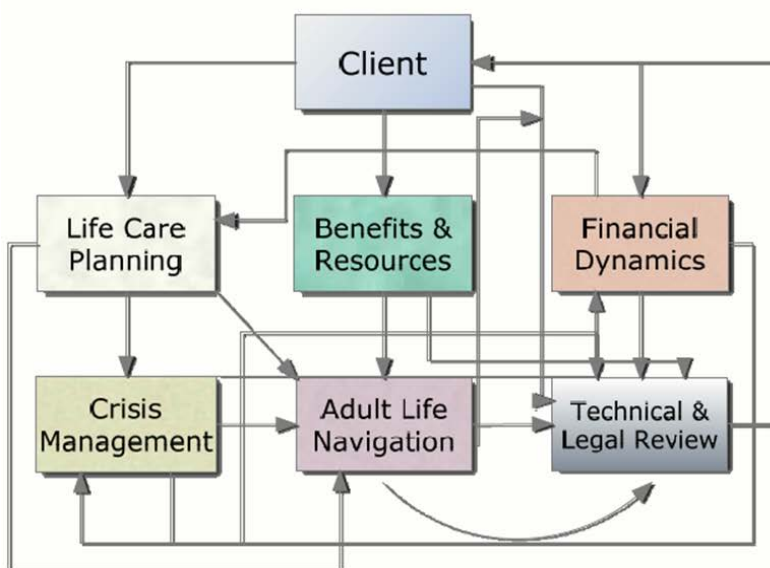 Client
Life Care
Planning
Benefits &
Resources
Financial
Dynamics
Crisis
Management
Adult Life
Navigation
Technical &
Legal Review